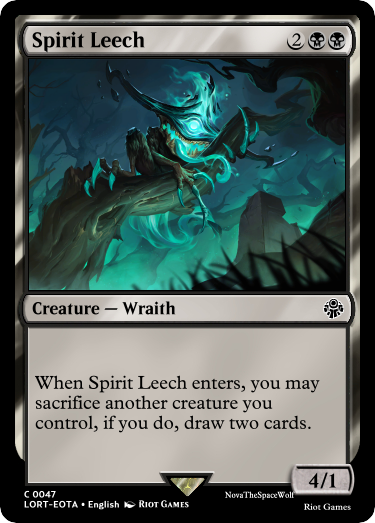 Spirit Leech 2
Creature — Wraith
When Spirit Leech enters, you may
sacrifice another creature you
control, if you do, draw two cards.
4/1
C 0047
LORT-EOTA • English Riot Games
NovaTheSpaceWolf
Riot Games